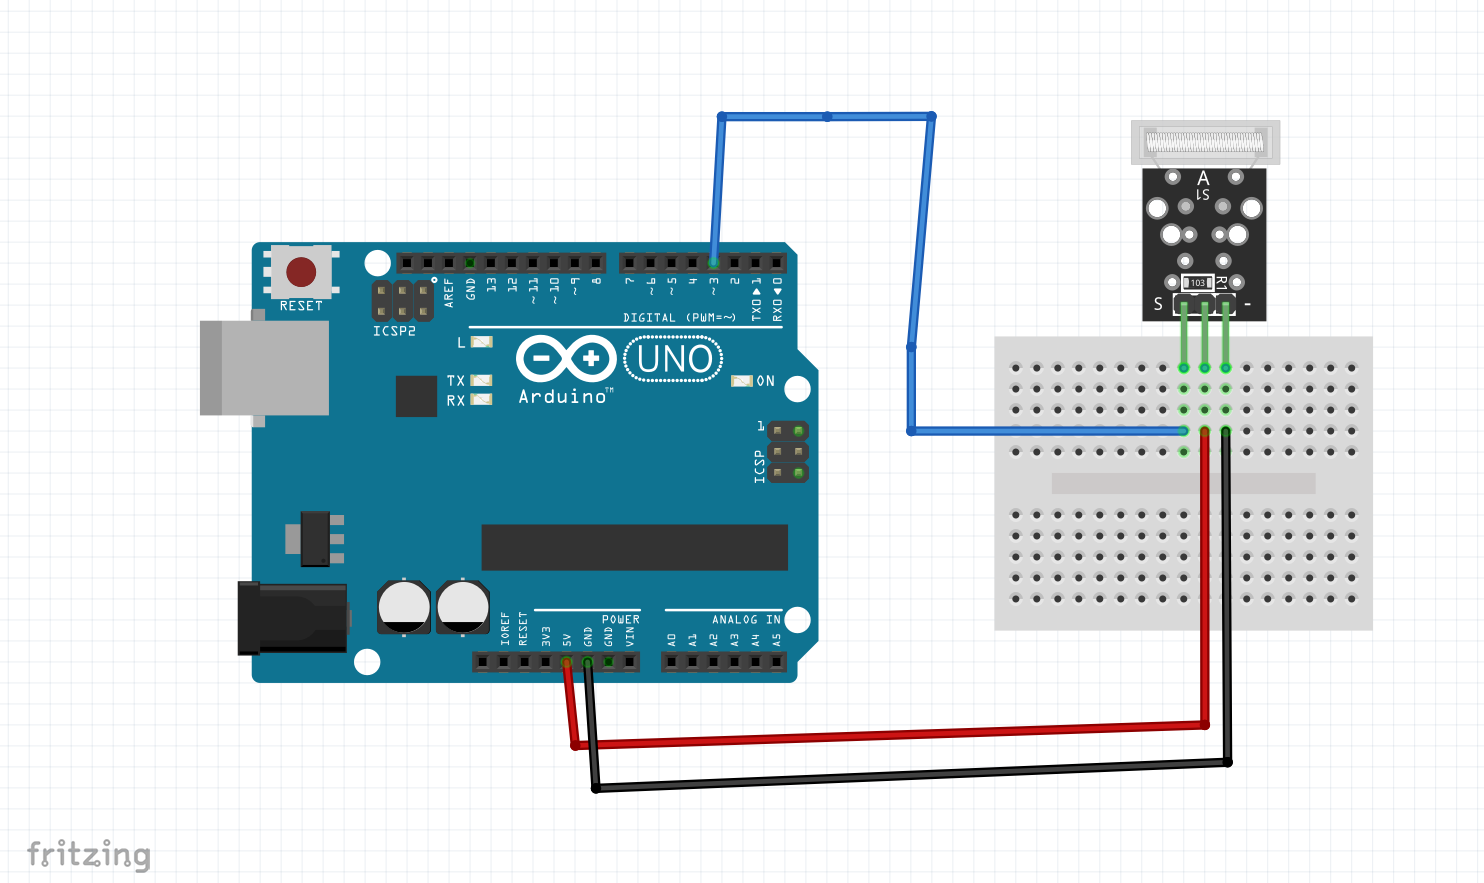 A
S1
103
R1
S
-
RESET
ICSP2
AREF
GND
13
12
~11
~10
~9
8
7
~6
~5
4
~3
2
TX0▶1
RX0◀0
DIGITAL (PWM=~)
L
TX
RX
UNO
Arduino™
ON
1
ICSP
IOREF
RESET
3V3
5V
GND
GND
VIN
POWER
ANALOG IN
A0
A1
A2
A3
A4
A5
fritzing